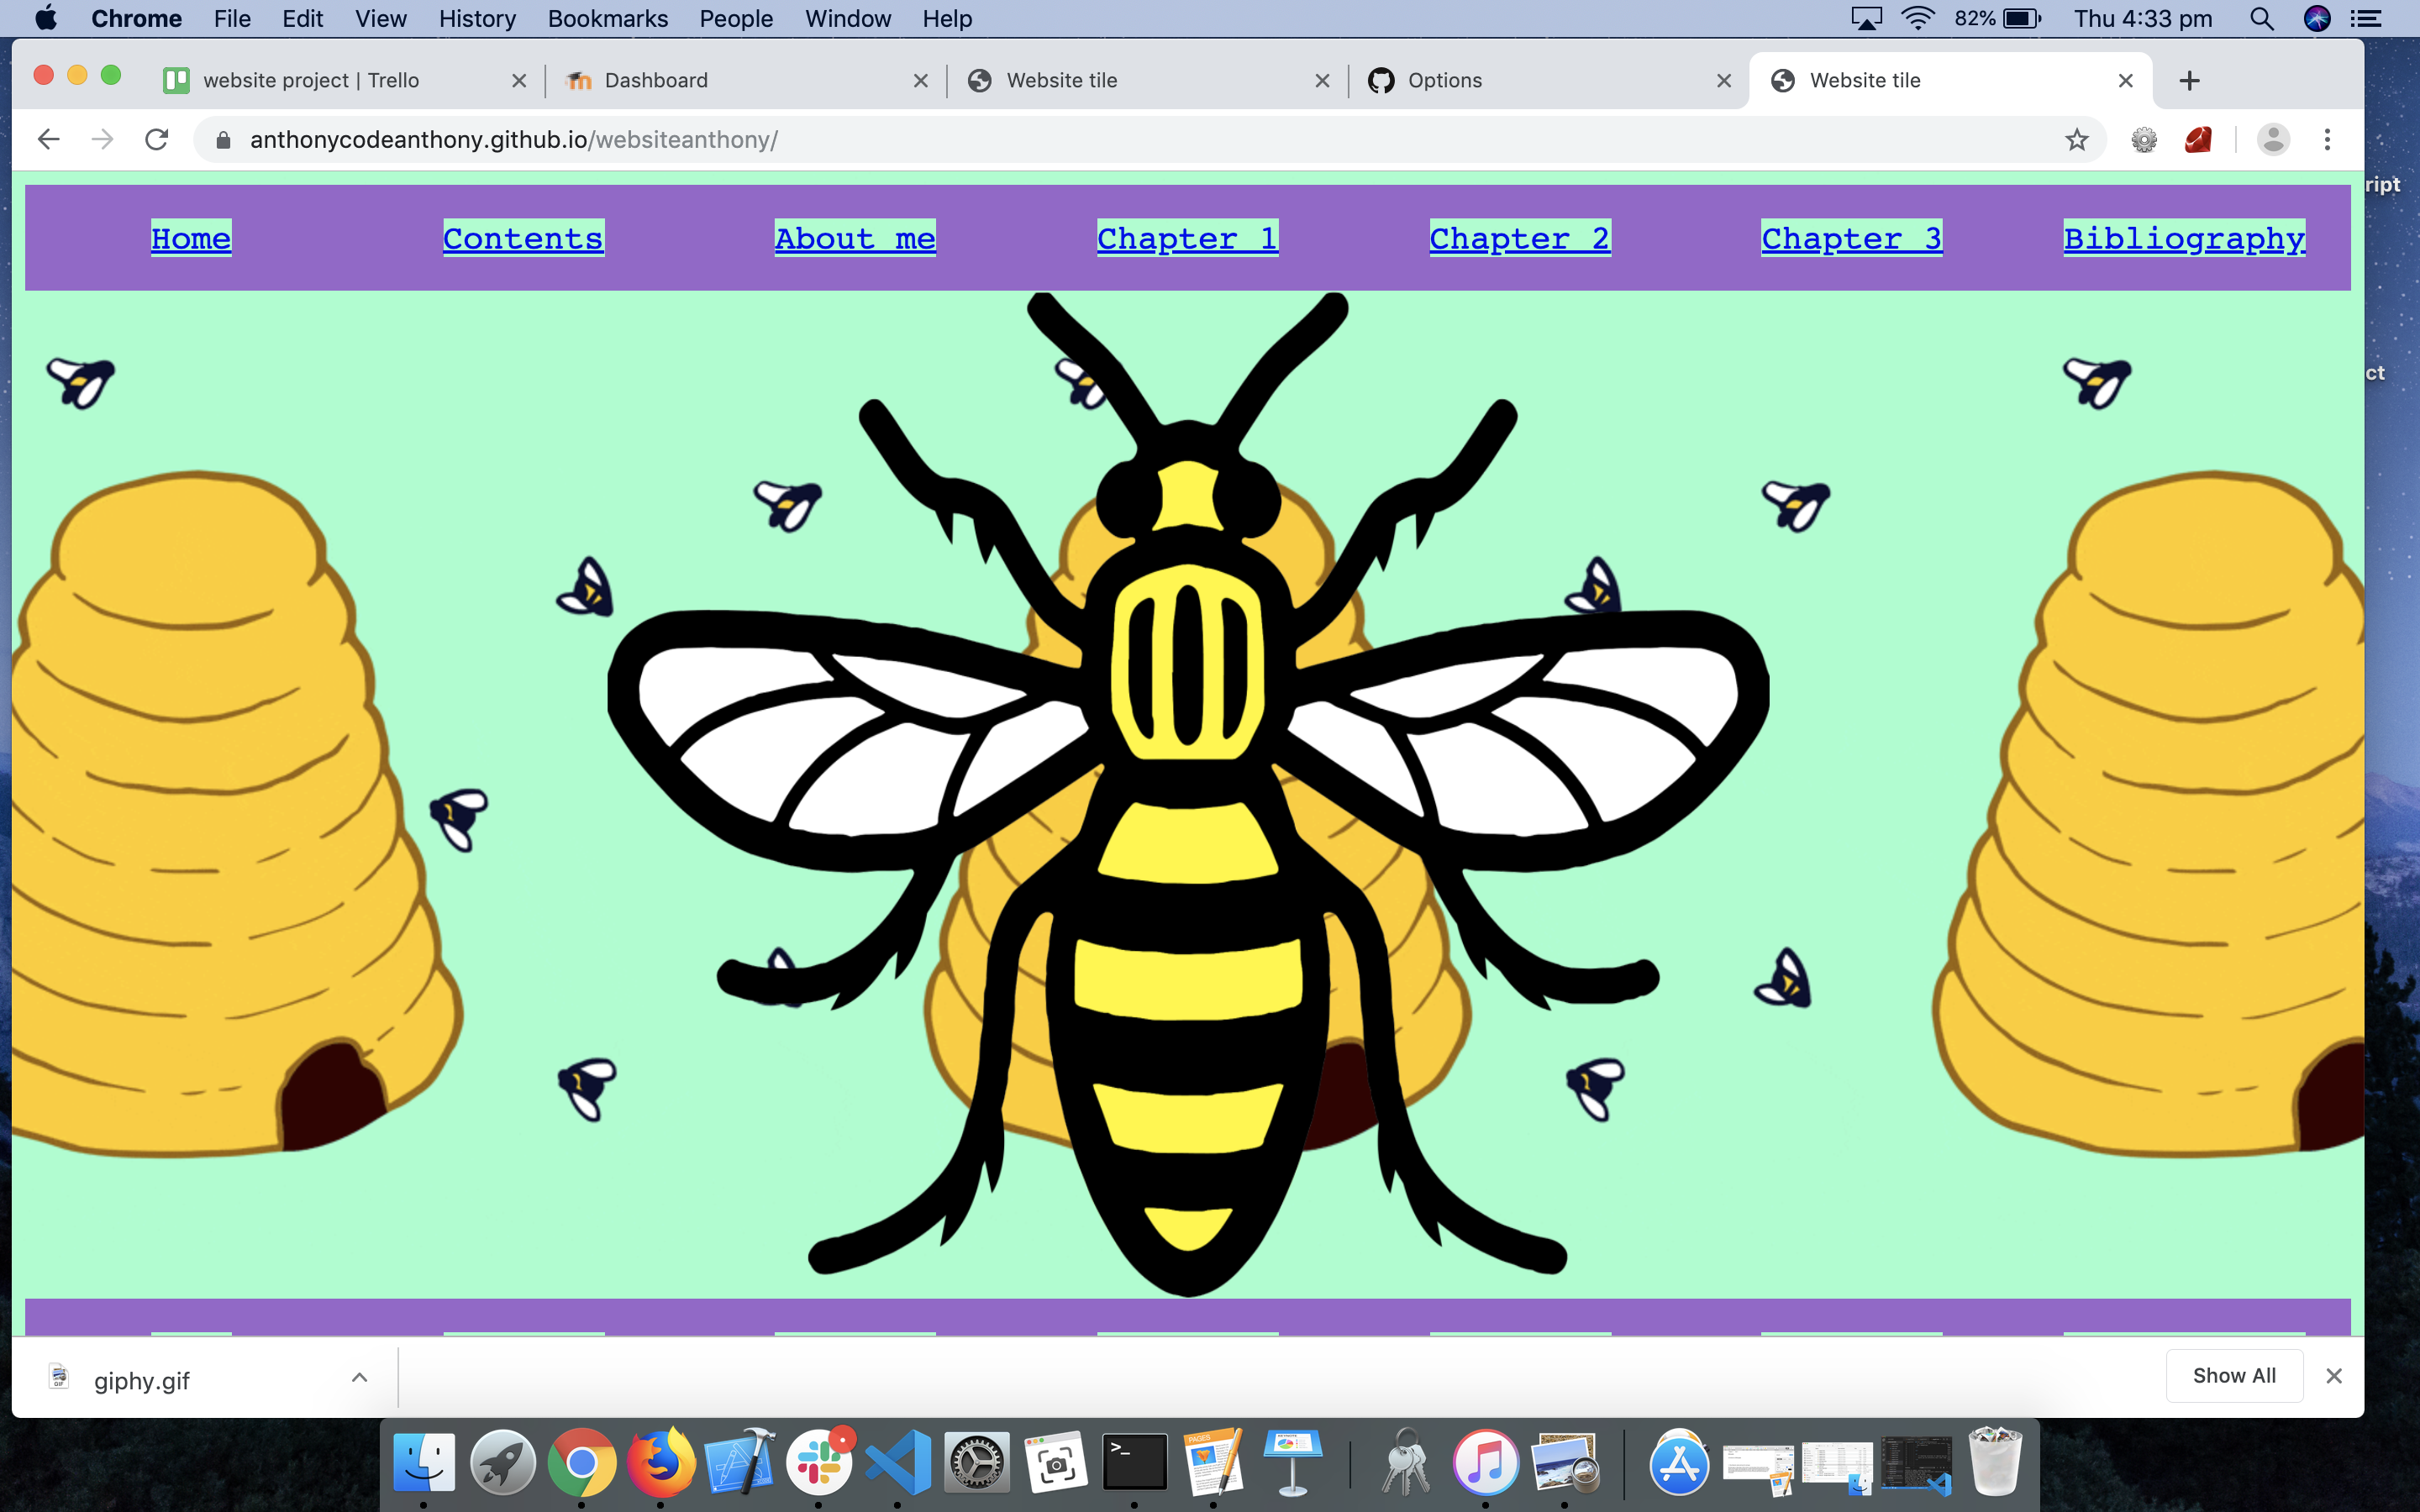 Chrome File Edit View History Bookmarks People Window Help 82% Thu 4:33 pm
website project | Trello Dashboard Website tile Options Website tile
anthonycodeanthony.github.io/websiteanthony/
ript
Home Contents About me Chapter 1 Chapter 2 Chapter 3 Bibliography
ct
giphy.gif Show All